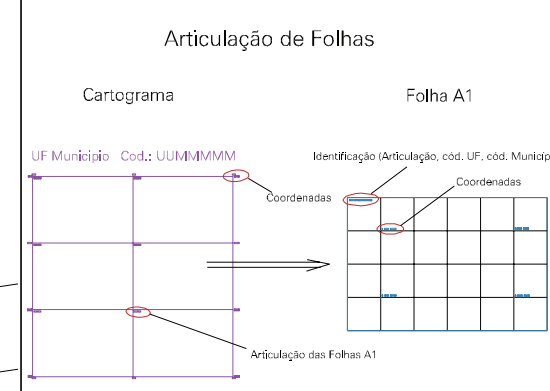 Articulação de Folhas
Cartograma
Folha A1
UF Municipio Cod.: UUMMMMM
Identificação (Articulação, cód. UF, cód. Municíp
Coordenadas
Coordenadas
Articulação das Folhas A1